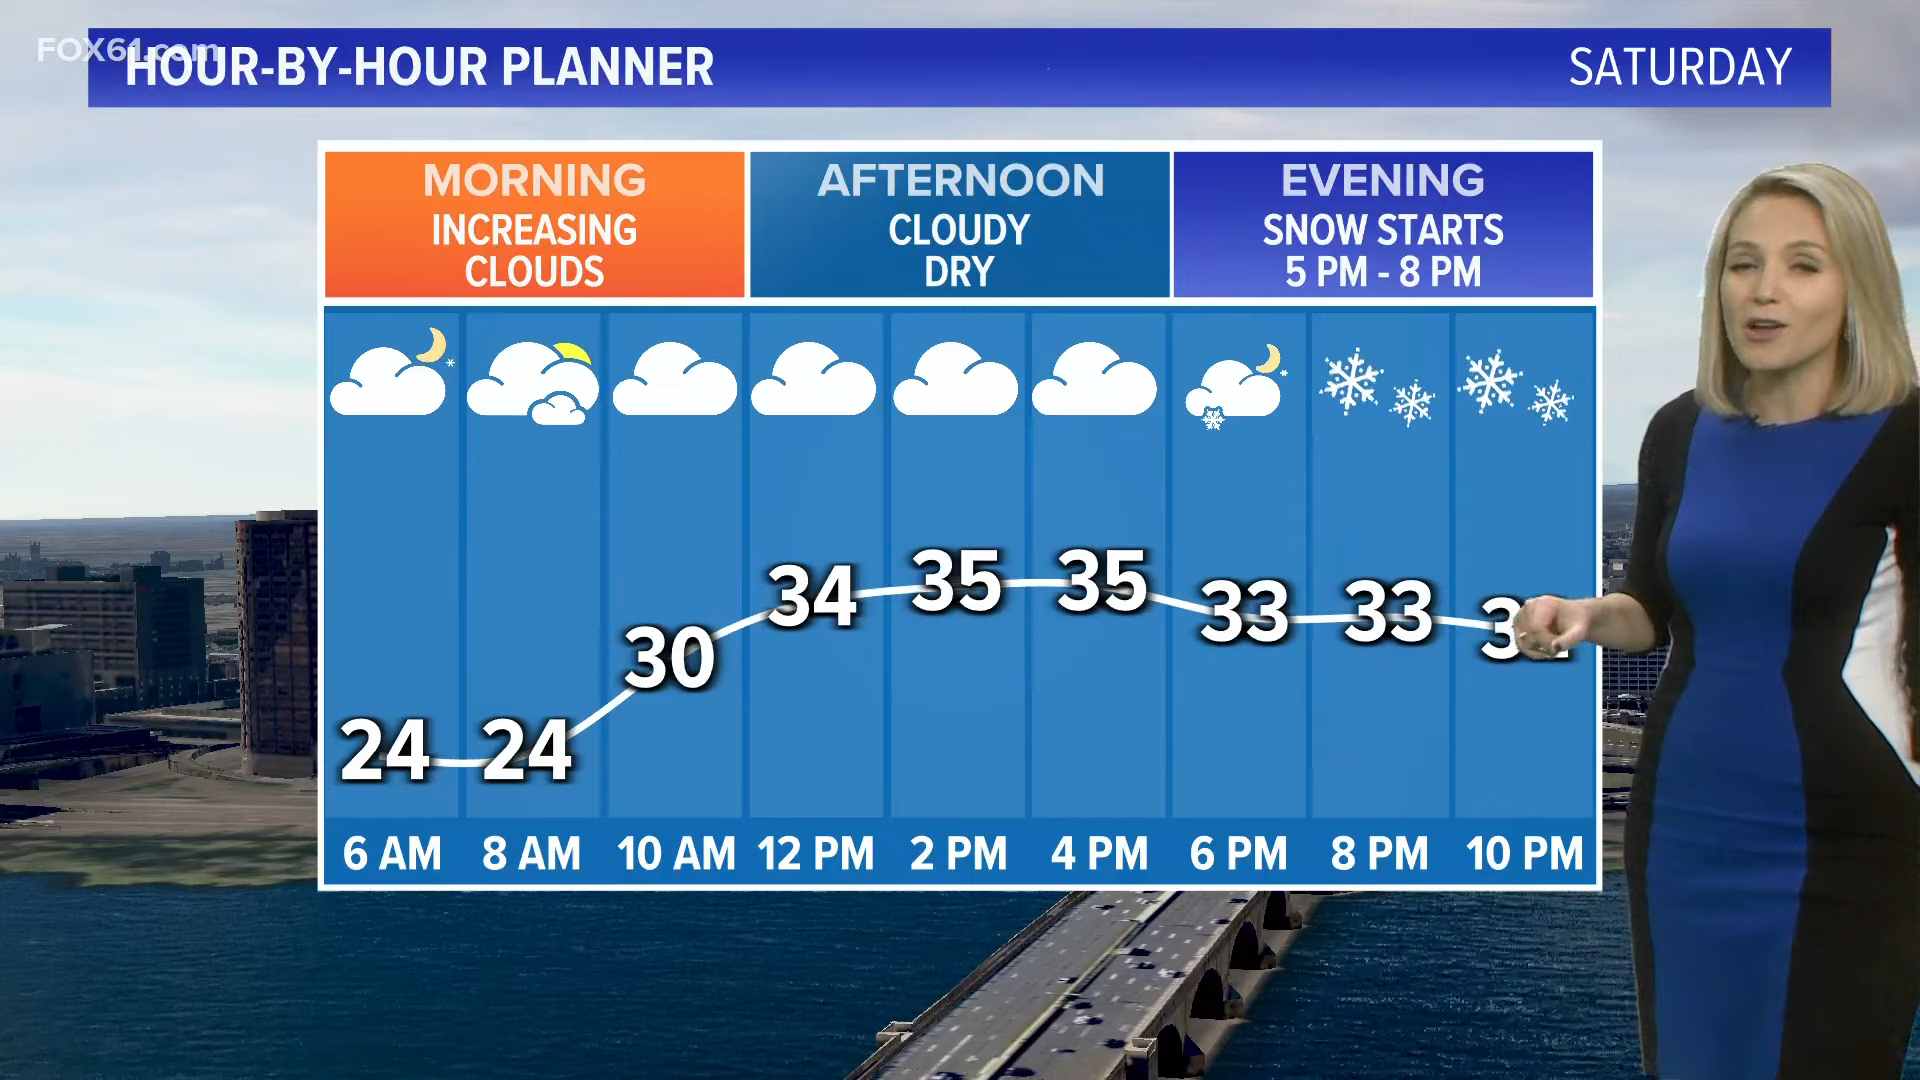 FOX61.com
HOUR-BY-HOUR PLANNER
SATURDAY
MORNING
INCREASING
CLOUDS
AFTERNOON
CLOUDY
DRY
EVENING
SNOW STARTS
5 PM - 8 PM
24 24 30 34 35 35 33 33
6 AM 8 AM 10 AM 12 PM 2 PM 4 PM 6 PM 8 PM 10 PM